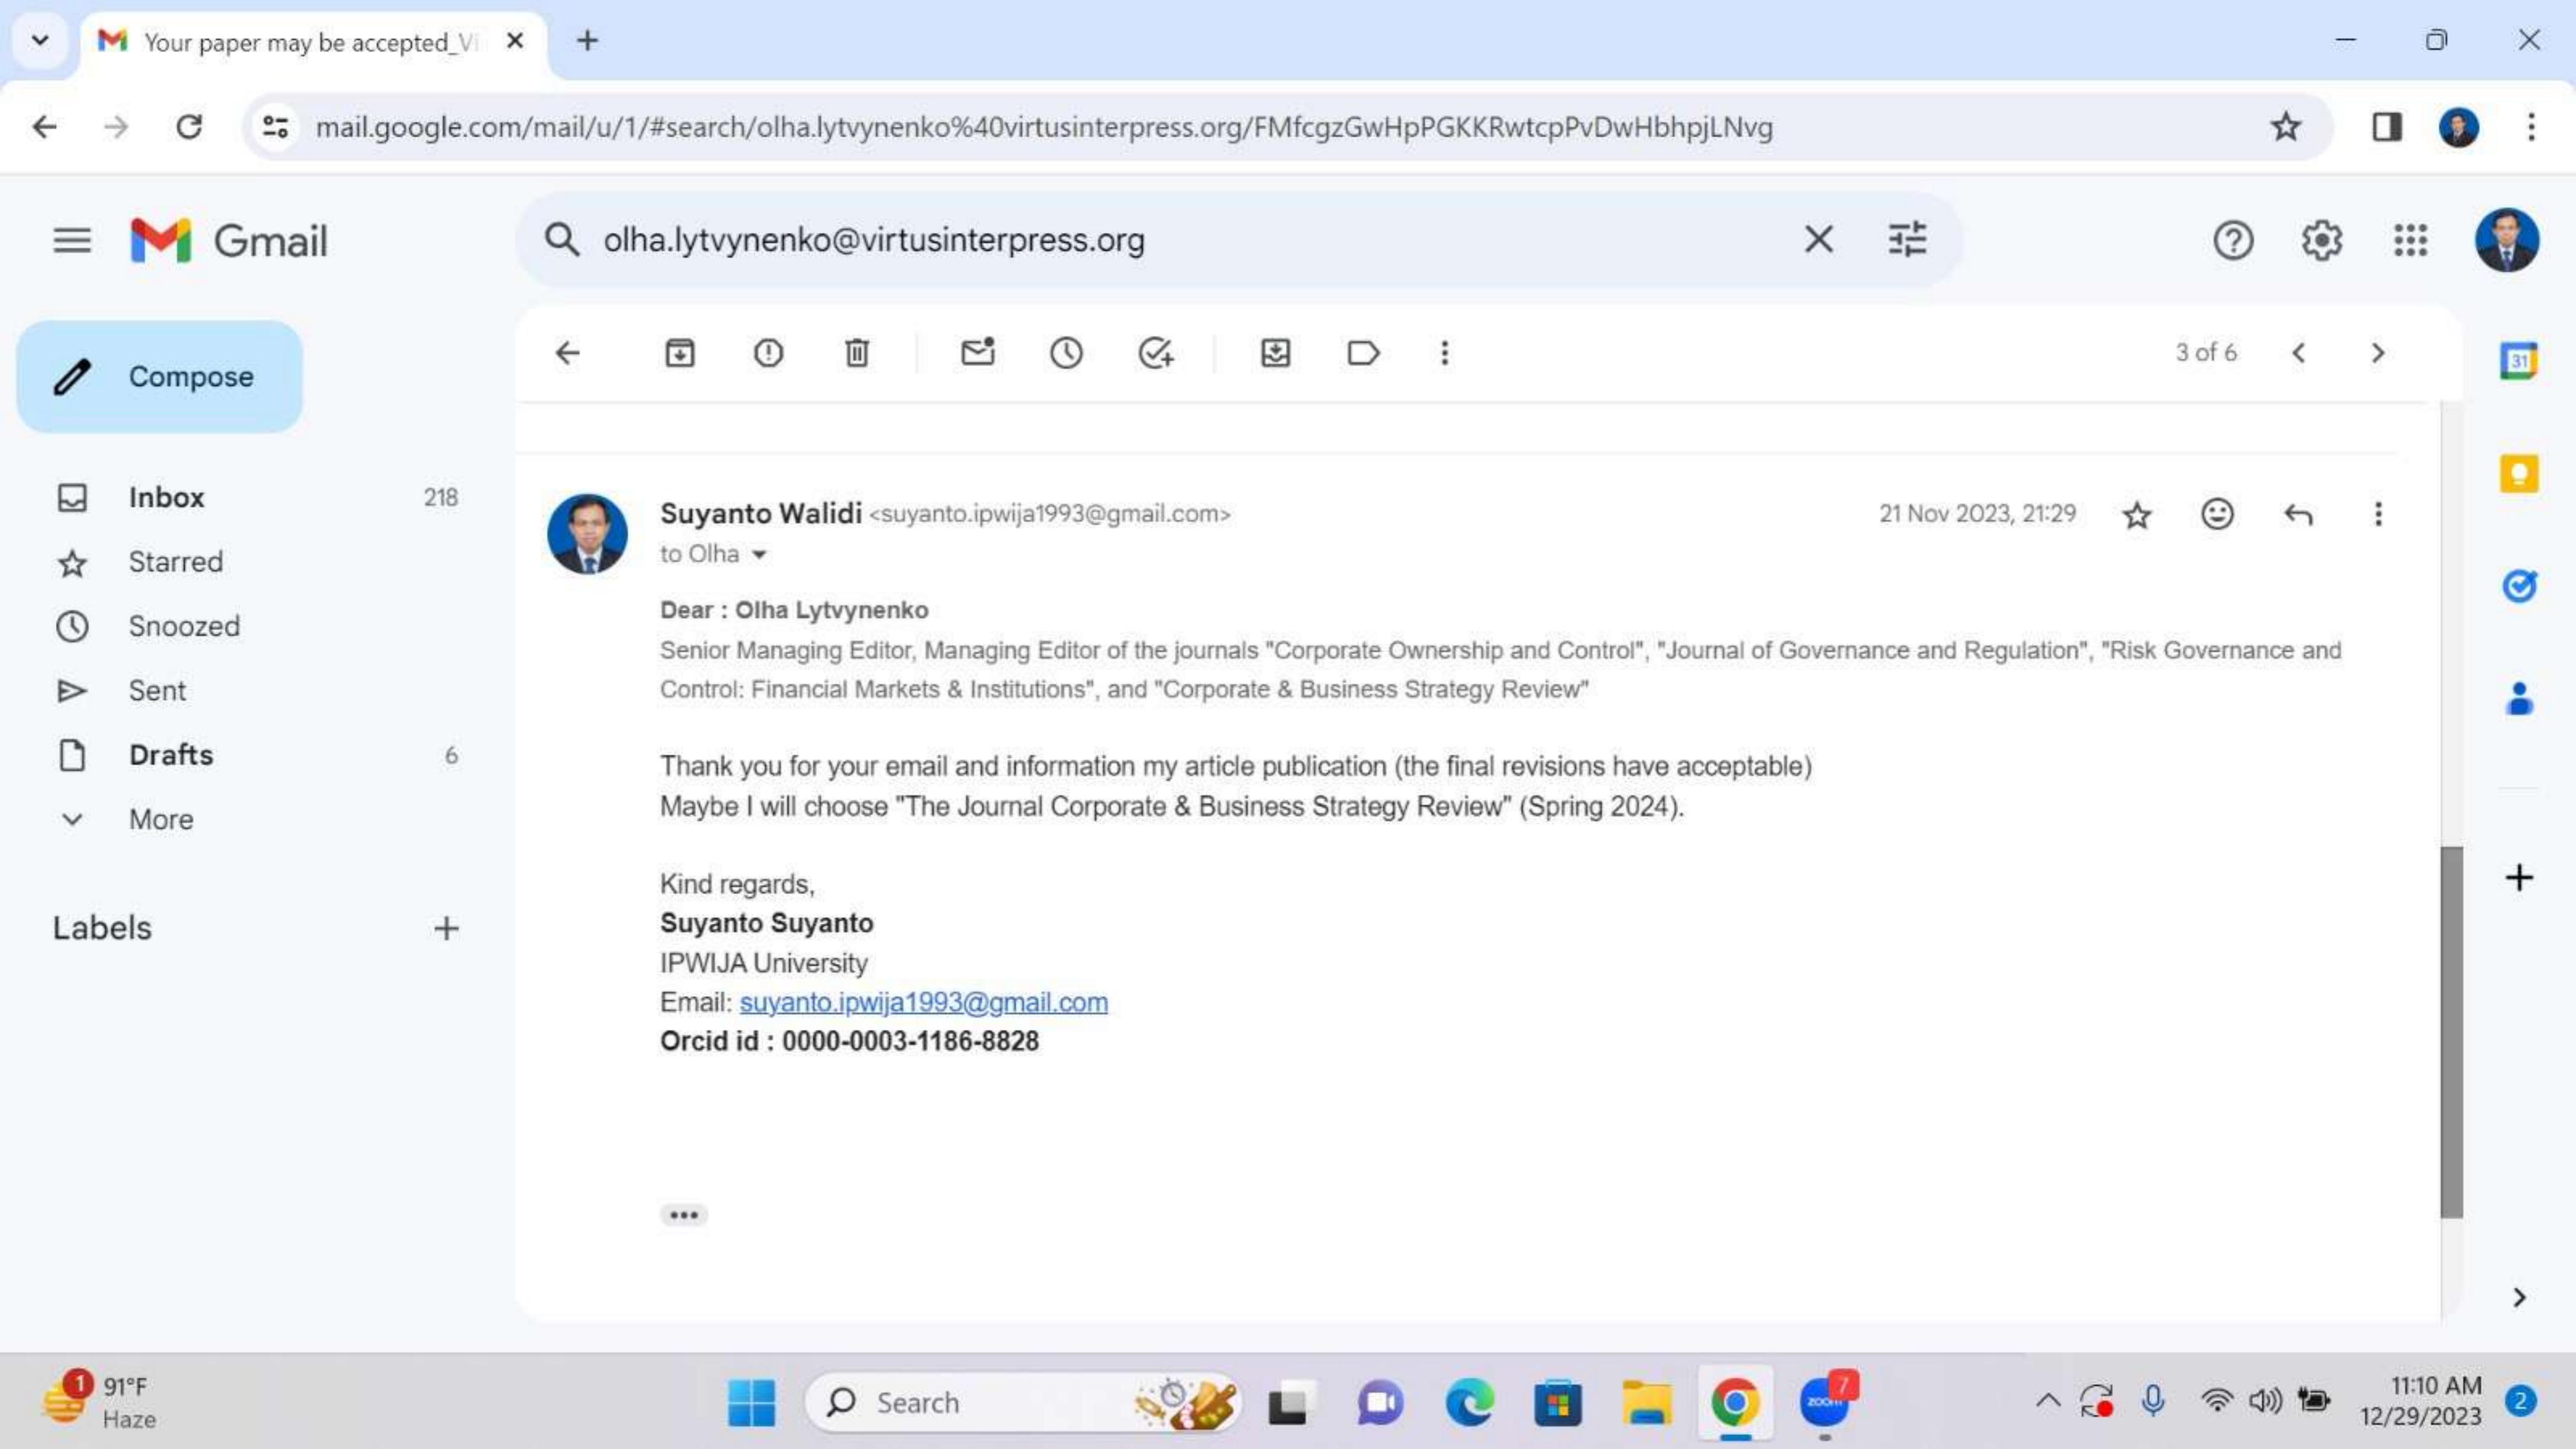 Your paper may be accepted_Vi
mail.google.com/mail/u/1/#search/olha.lytvynenko%40virtusinterpress.org/FMfcgzGwHpPGKKRwtcpPvDwHbhpjLNvg
Gmail
olha.lytvynenko@virtusinterpress.org
Compose
3 of 6
31
Inbox 218
Starred
Snoozed
Sent
Drafts 6
More
Labels
Suyanto Walidi <suyanto.ipwija1993@gmail.com> 21 Nov 2023, 21:29
to Olha
Dear : Olha Lytvynenko
Senior Managing Editor, Managing Editor of the journals "Corporate Ownership and Control", "Journal of Governance and Regulation", "Risk Governance and
Control: Financial Markets & Institutions", and "Corporate & Business Strategy Review"
Thank you for your email and information my article publication (the final revisions have acceptable)
Maybe I will choose "The Journal Corporate & Business Strategy Review" (Spring 2024).
Kind regards,
Suyanto Suyanto
IPWIJA University
Email: suyanto.ipwija1993@gmail.com
Orcid id : 0000-0003-1186-8828
1
91°F
Haze
Search
zoom
7
11:10 AM
12/29/2023
2